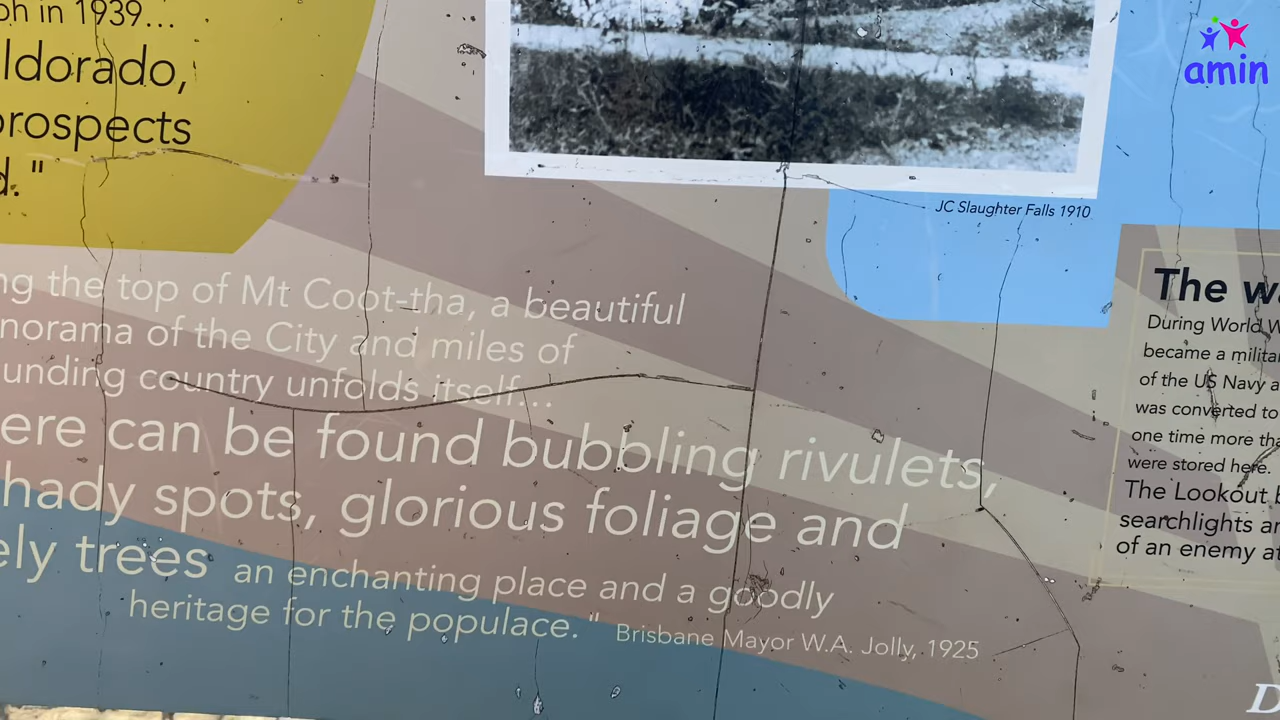 ph in 1939...
ldorado,
prospects
d."
amin
JC Slaughter Falls 1910
ng the top of Mt Coot-tha, a beautiful
norama of the City and miles of
unding country unfolds itself...
ere can be found bubbling rivulets,
hady spots, glorious foliage and
ely trees an enchanting place and a goodly
heritage for the populace." Brisbane Mayor W.A. Jolly, 1925
The wa
During World W
became a milita
of the US Navy a
was converted to
one time more tha
were stored here.
The Lookout b
searchlights an
of an enemy at
D